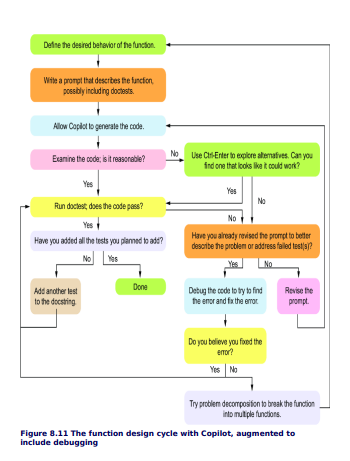 Define the desired behavior of the function.
Write a prompt that describes the function,
possibly including doctests.
Allow Copilot to generate the code.
Examine the code; is it reasonable?
No
Use Ctrl-Enter to explore alternatives. Can you
find one that looks like it could work?
Yes
Yes
No
Run doctest; does the code pass?
No
Yes
Have you added all the tests you planned to add?
Have you already revised the prompt to better
describe the problem or address failed test(s)?
No
Yes
Yes
No
Add another test
to the docstring.
Done
Debug the code to try to find
the error and fix the error.
Revise the
prompt.
Do you believe you fixed the
error?
Yes
No
Try problem decomposition to break the function
into multiple functions.
Figure 8.11 The function design cycle with Copilot, augmented to
include debugging